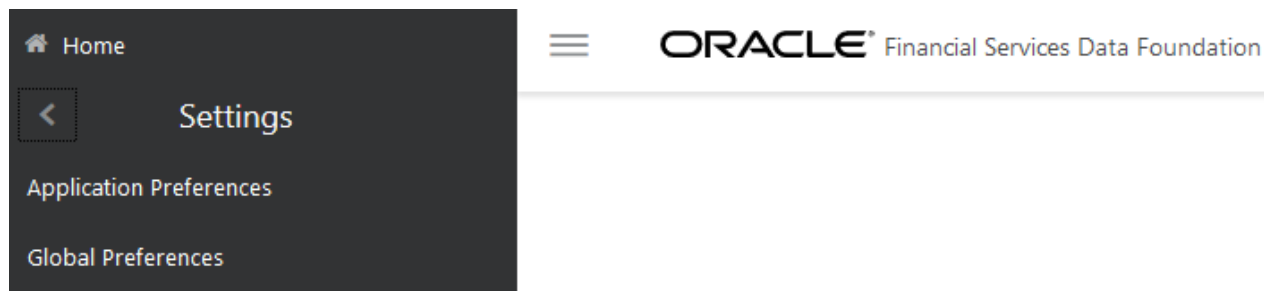 Home
Settings
Application Preferences
Global Preferences
ORACLE® Financial Services Data Foundation